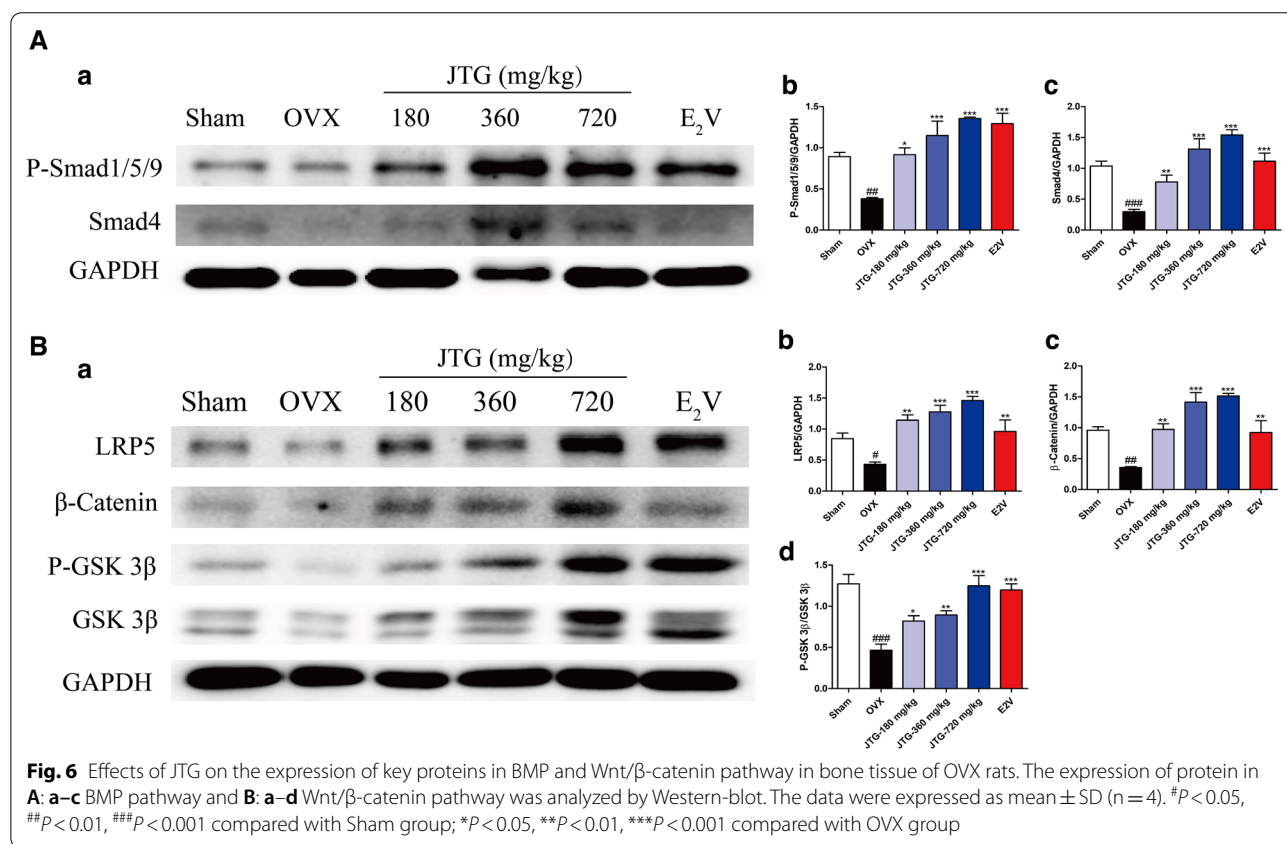 A
a
JTG (mg/kg)
Sham OVX 180 360 720 E₂V
P-Smad1/5/9
Smad4
GAPDH
b
P-Smad1/5/9/GAPDH
1.5
1.0
0.5
0.0
## * *** *** ***
Sham OVX JTG-180 mg/kg JTG-360 mg/kg JTG-720 mg/kg E2V
c
Smad4/GAPDH
2.0
1.5
1.0
0.5
0.0
### ** *** *** ***
Sham OVX JTG-180 mg/kg JTG-360 mg/kg JTG-720 mg/kg E2V
B
a
JTG (mg/kg)
Sham OVX 180 360 720 E₂V
LRP5
β-Catenin
P-GSK 3β
GSK 3β
GAPDH
b
LRP5/GAPDH
2.0
1.5
1.0
0.5
0.0
# ** *** *** **
Sham OVX JTG-180 mg/kg JTG-360 mg/kg JTG-720 mg/kg E2V
c
β-Catenin/GAPDH
2.0
1.5
1.0
0.5
0.0
## ** *** *** **
Sham OVX JTG-180 mg/kg JTG-360 mg/kg JTG-720 mg/kg E2V
d
P-GSK 3β/GSK 3β
1.5
1.0
0.5
0.0
### * ** *** ***
Sham OVX JTG-180 mg/kg JTG-360 mg/kg JTG-720 mg/kg E2V
Fig. 6 Effects of JTG on the expression of key proteins in BMP and Wnt/β-catenin pathway in bone tissue of OVX rats. The expression of protein in
A: a–c BMP pathway and B: a–d Wnt/β-catenin pathway was analyzed by Western-blot. The data were expressed as mean ± SD (n = 4). #P < 0.05,
##P < 0.01, ###P < 0.001 compared with Sham group; *P < 0.05, **P < 0.01, ***P < 0.001 compared with OVX group